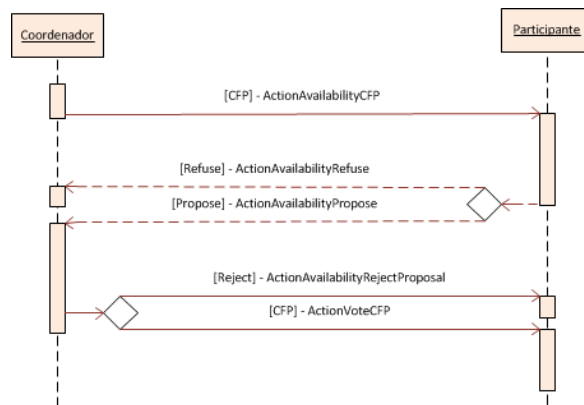 Coordenador
Participante
[CFP] - ActionAvailabilityCFP
[Refuse] - ActionAvailabilityRefuse
[Propose] - ActionAvailabilityPropose
[Reject] - ActionAvailabilityRejectProposal
[CFP] - ActionVoteCFP